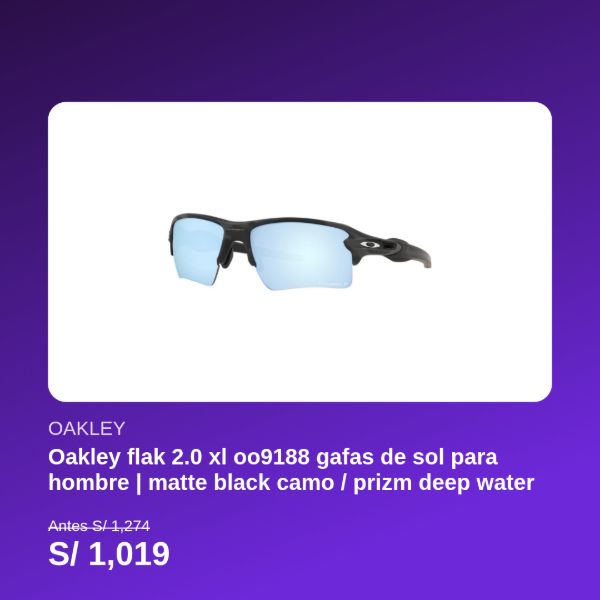 OAKLEY
Oakley flak 2.0 xl oo9188 gafas de sol para
hombre | matte black camo / prizm deep water
Antes S/ 1,274
S/ 1,019